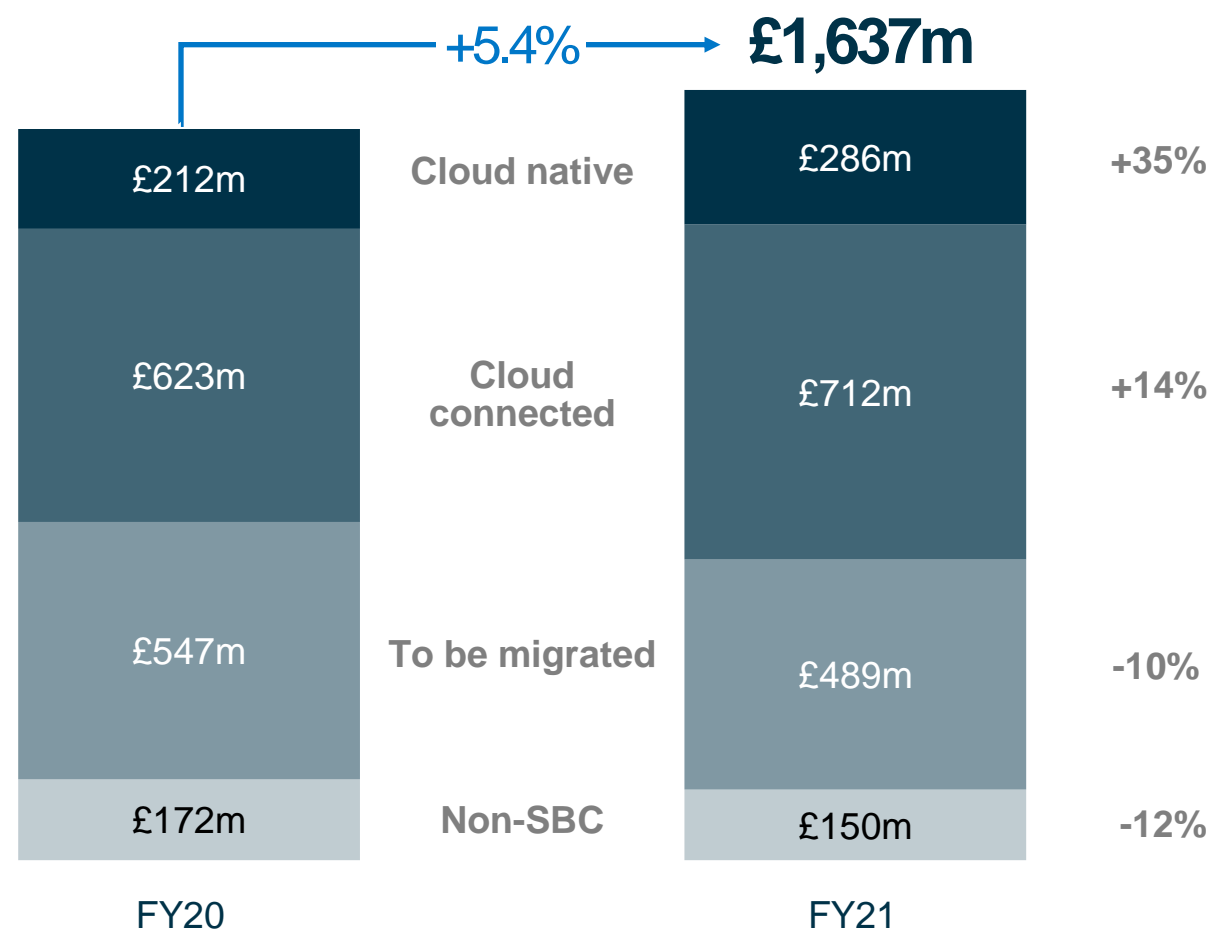 +5.4%
£1,637m
£212m
Cloud native
£286m
+35%
£623m
Cloud
connected
£712m
+14%
£547m
To be migrated
£489m
-10%
£172m
Non-SBC
£150m
-12%
FY20
FY21